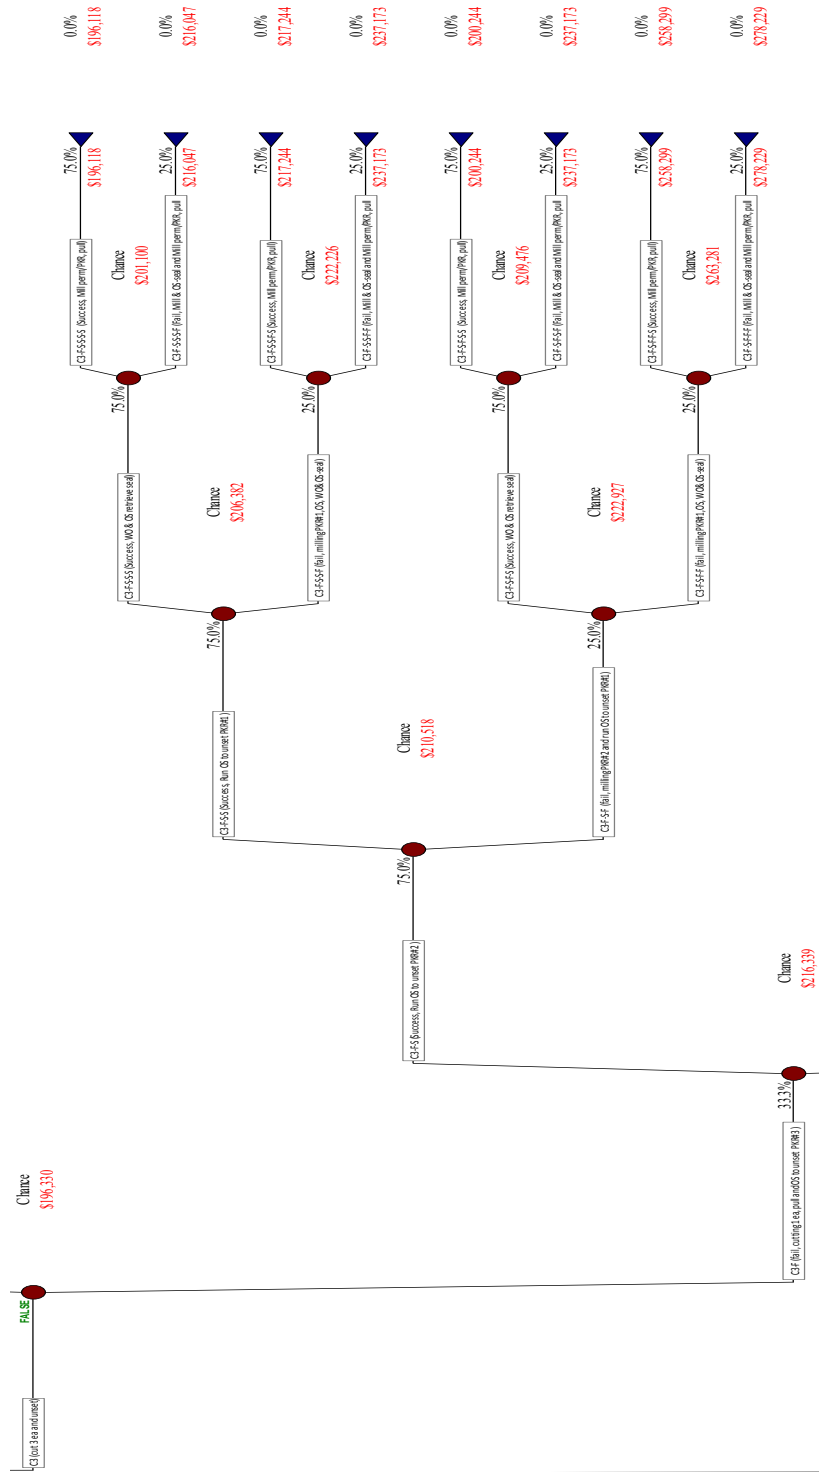 C3 (cut 3 ea and unset)
FALSE
Chance
$196,330
C3-F (fail, cutting 1 ea, pull and OS to unset PKR#3)
33.3%
Chance
$216,339
C3-F-S (Success, Run OS to unset PKR#2)
75.0%
Chance
$210,518
C3-F-S-S (Success, Run OS to unset PKR#1)
75.0%
Chance
$206,382
C3-F-S-S-S (Success, WO & OS retrieve seal)
75.0%
Chance
$201,100
C3-F-S-S-S-S (Success, Mill perm/PKR, pull)
75.0%
$196,118
0.0%
$196,118
C3-F-S-S-S-F (Fail, Mill & OS-seal and Mill perm,PKR, pull
25.0%
$216,047
0.0%
$216,047
C3-F-S-S-F (fail, milling PKR#1,OS, WO& OS-seal)
25.0%
Chance
$222,226
C3-F-S-S-F-S (Success, Mill perm/PKR, pull)
75.0%
$217,244
0.0%
$217,244
C3-F-S-S-F-F (Fail, Mill & OS-seal and Mill perm,PKR, pull
25.0%
$237,173
0.0%
$237,173
C3-F-S-F (fail, milling PKR#2 and run OS to unset PKR#1)
25.0%
Chance
$222,927
C3-F-S-F-S (Success, WO & OS retrieve seal)
75.0%
Chance
$209,476
C3-F-S-F-S-S (Success, Mill perm/PKR, pull)
75.0%
$200,244
0.0%
$200,244
C3-F-S-F-S-F (Fail, Mill & OS-seal and Mill perm,PKR, pull
25.0%
$237,173
0.0%
$237,173
C3-F-S-F-F (fail, milling PKR#1,OS, WO& OS-seal)
25.0%
Chance
$263,281
C3-F-S-F-F-S (Success, Mill perm/PKR, pull)
75.0%
$258,299
0.0%
$258,299
C3-F-S-F-F-F (Fail, Mill & OS-seal and Mill perm,PKR, pull
25.0%
$278,229
0.0%
$278,229